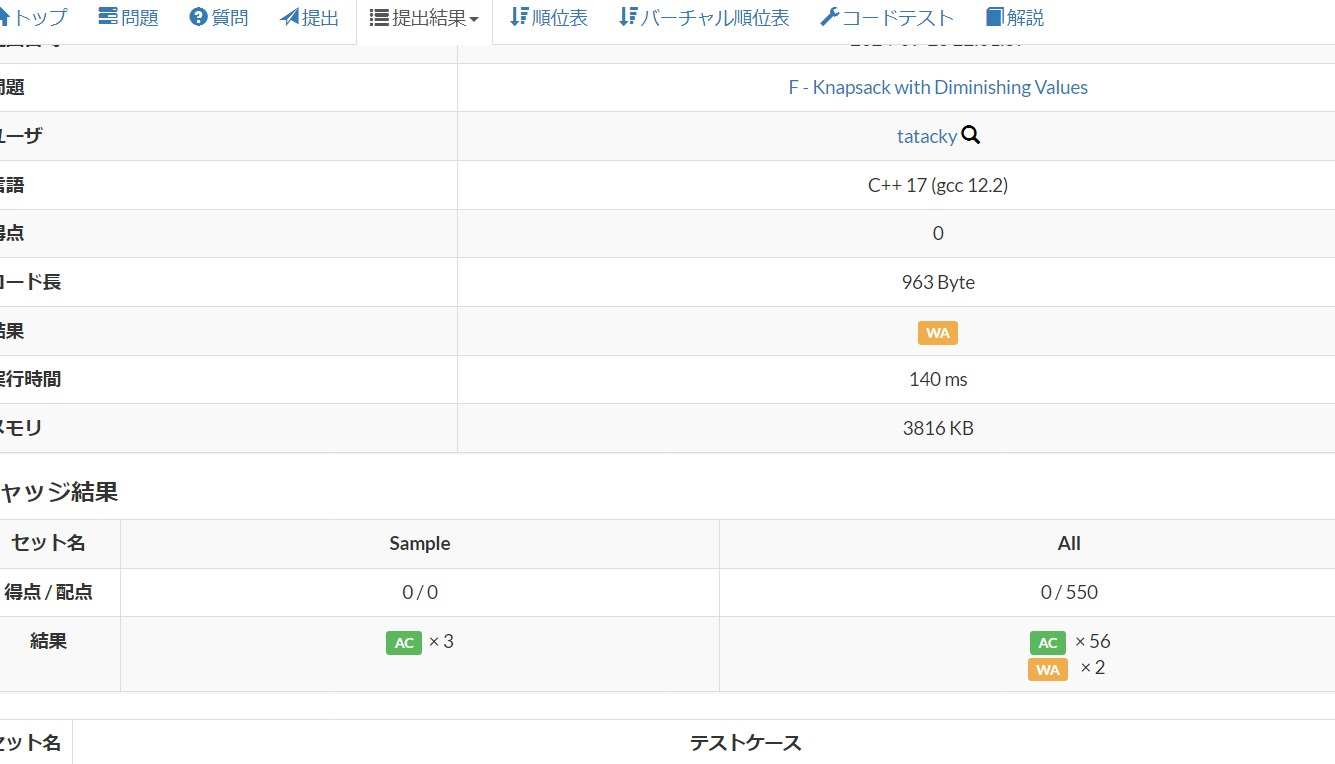 トップ 問題 質問 提出 提出結果 順位表 バーチャル順位表 コードテスト 解説
問題 F - Knapsack with Diminishing Values
ユーザ tatacky
言語 C++ 17 (gcc 12.2)
得点 0
コード長 963 Byte
結果 WA
実行時間 140 ms
メモリ 3816 KB
ャッジ結果
セット名 Sample All
得点 / 配点 0 / 0 0 / 550
結果 AC × 3 AC × 56
WA × 2
セット名 テストケース